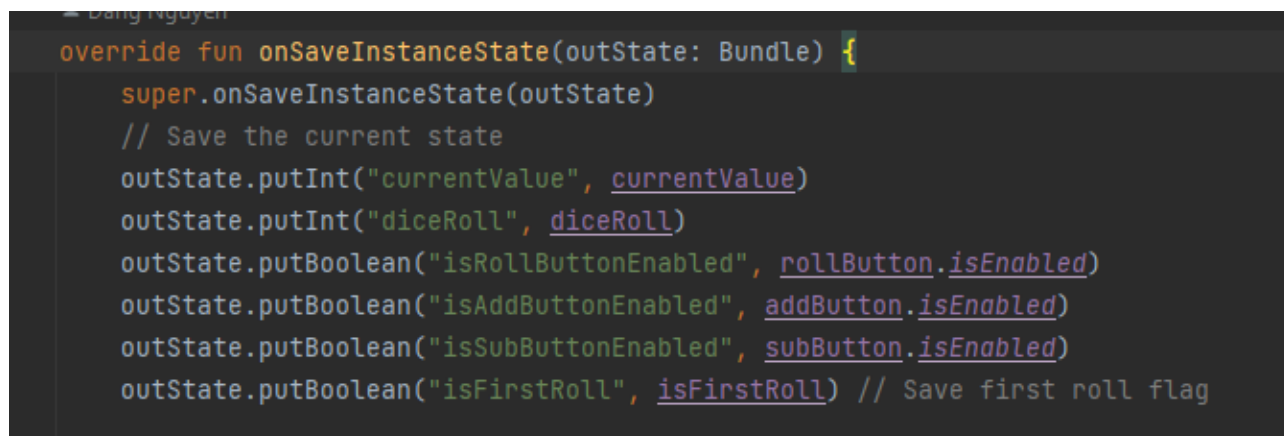 Dang Nguyen
override fun onSaveInstanceState(outState: Bundle) {
super.onSaveInstanceState(outState)
// Save the current state
outState.putInt("currentValue", currentValue)
outState.putInt("diceRoll", diceRoll)
outState.putBoolean("isRollButtonEnabled", rollButton.isEnabled)
outState.putBoolean("isAddButtonEnabled", addButton.isEnabled)
outState.putBoolean("isSubButtonEnabled", subButton.isEnabled)
outState.putBoolean("isFirstRoll", isFirstRoll) // Save first roll flag